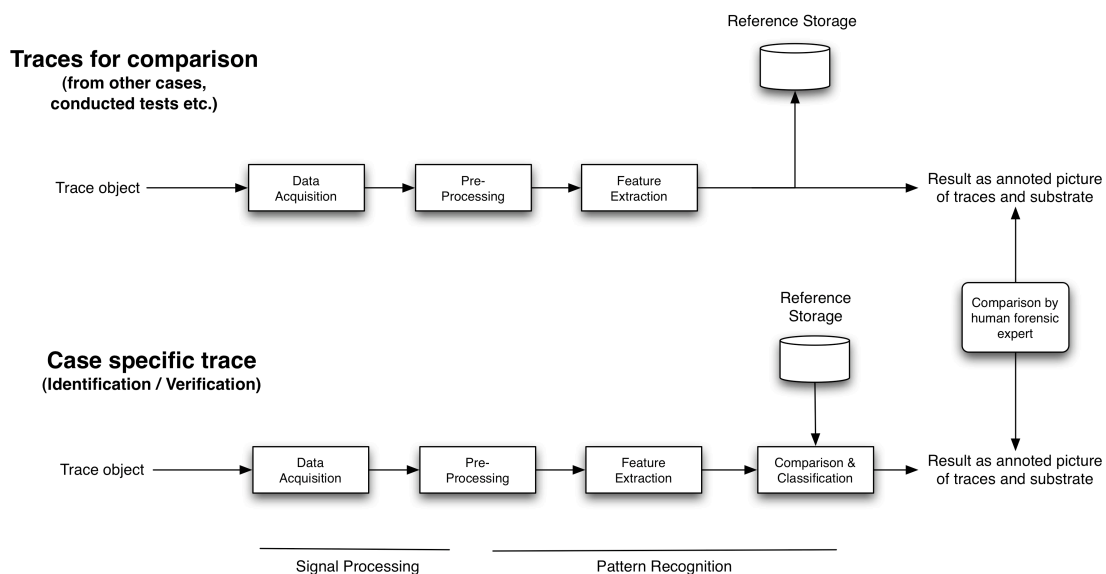 Reference Storage
Traces for comparison
(from other cases,
conducted tests etc.)
Trace object
Data
Acquisition
Pre-
Processing
Feature
Extraction
Result as annoted picture
of traces and substrate
Comparison by
human forensic
expert
Reference
Storage
Case specific trace
(Identification / Verification)
Trace object
Data
Acquisition
Pre-
Processing
Feature
Extraction
Comparison &
Classification
Result as annoted picture
of traces and substrate
Signal Processing
Pattern Recognition